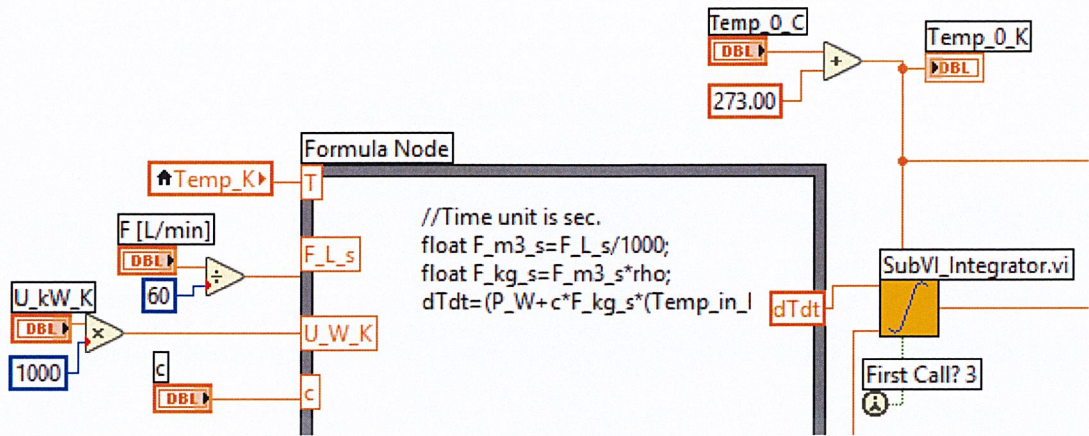 Temp_0_C
DBL
+
Temp_0_K
DBL
273.00
Formula Node
Temp_K
T
//Time unit is sec.
F [L/min]
float F_m3_s=F_L_s/1000;
DBL
÷
F_L_s
float F_kg_s=F_m3_s*rho;
SubVI_Integrator.vi
60
U_kW_K
dTdt=(P_W+c*F_kg_s*(Temp_in_
dTdt
DBL
×
U_W_K
1000
c
First Call? 3
DBL
c